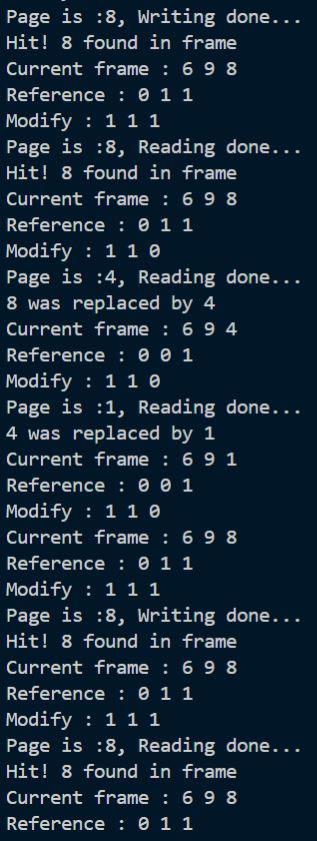 Page is :8, Writing done...
Hit! 8 found in frame
Current frame : 6 9 8
Reference : 0 1 1
Modify : 1 1 1
Page is :8, Reading done...
Hit! 8 found in frame
Current frame : 6 9 8
Reference : 0 1 1
Modify : 1 1 0
Page is :4, Reading done...
8 was replaced by 4
Current frame : 6 9 4
Reference : 0 0 1
Modify : 1 1 0
Page is :1, Reading done...
4 was replaced by 1
Current frame : 6 9 1
Reference : 0 0 1
Modify : 1 1 0
Current frame : 6 9 8
Reference : 0 1 1
Modify : 1 1 1
Page is :8, Writing done...
Hit! 8 found in frame
Current frame : 6 9 8
Reference : 0 1 1
Modify : 1 1 1
Page is :8, Reading done...
Hit! 8 found in frame
Current frame : 6 9 8
Reference : 0 1 1